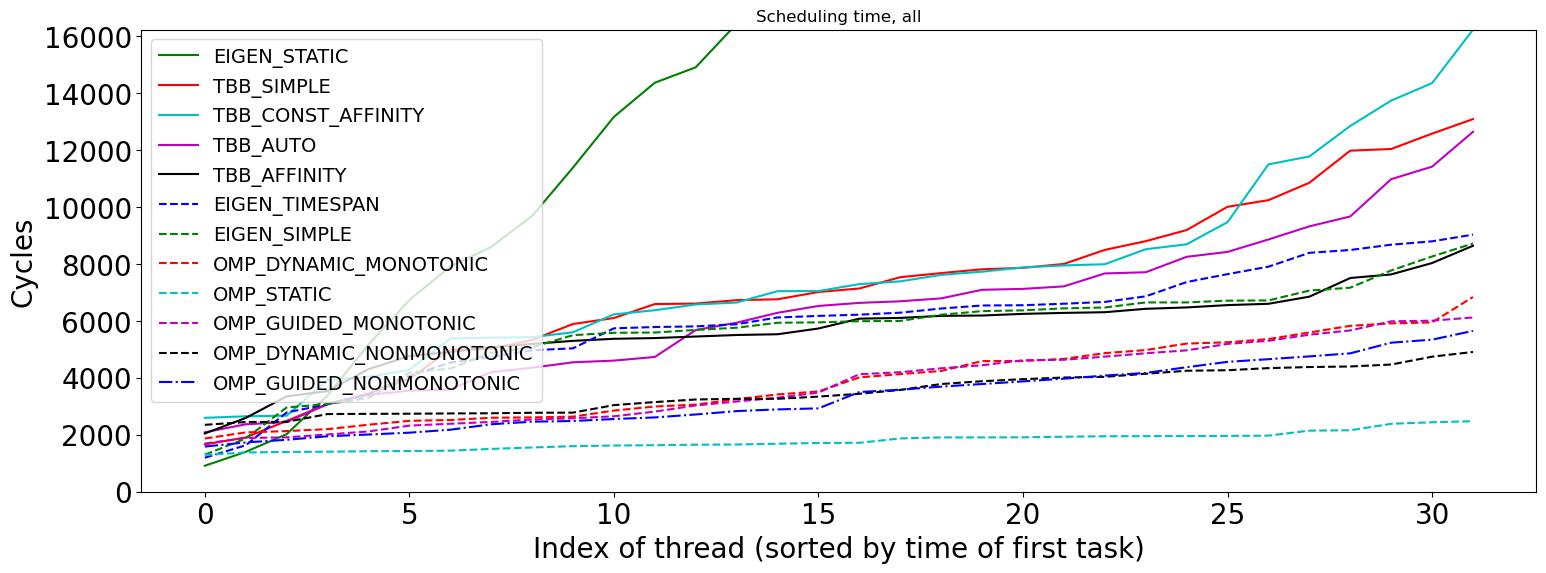 Scheduling time, all
16000
14000
12000
10000
8000
6000
4000
2000
0
Cycles
EIGEN_STATIC
TBB_SIMPLE
TBB_CONST_AFFINITY
TBB_AUTO
TBB_AFFINITY
EIGEN_TIMESPAN
EIGEN_SIMPLE
OMP_DYNAMIC_MONOTONIC
OMP_STATIC
OMP_GUIDED_MONOTONIC
OMP_DYNAMIC_NONMONOTONIC
OMP_GUIDED_NONMONOTONIC
0 5 10 15 20 25 30
Index of thread (sorted by time of first task)